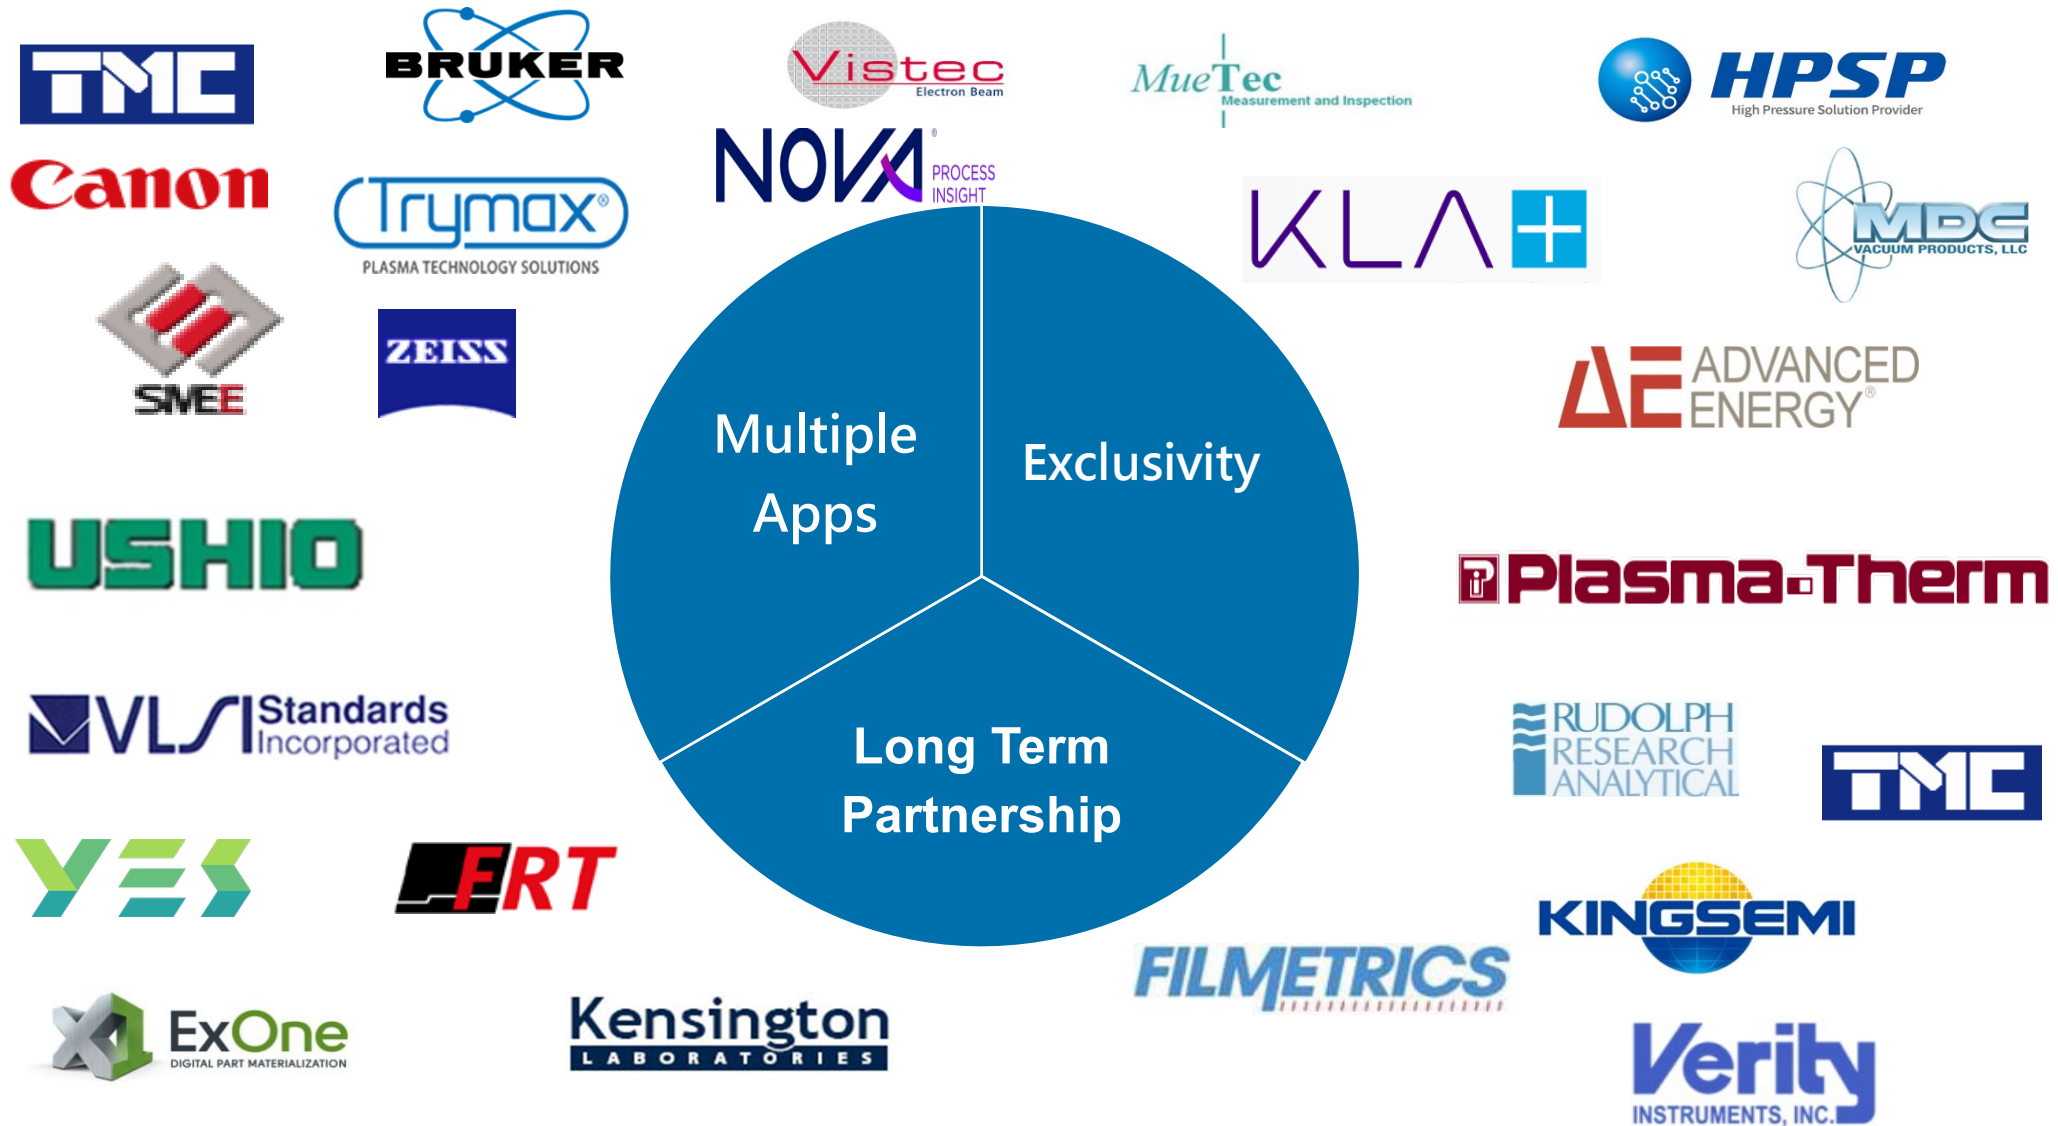 TMC
BRUKER
Vistec
Electron Beam
MueTec
Measurement and Inspection
HPSP
High Pressure Solution Provider
Canon
Trymax®
PLASMA TECHNOLOGY SOLUTIONS
NOVA®
PROCESS
INSIGHT
KLA+
MDC
VACUUM PRODUCTS, LLC
SMEE
ZEISS
AE ADVANCED
ENERGY®
Multiple
Apps
Exclusivity
USHIO
Plasma-Therm
VLSI Standards
Incorporated
Long Term
Partnership
RUDOLPH
RESEARCH
ANALYTICAL
TMC
YES
FRT
KINGSEMI
FILMETRICS
X1 ExOne
DIGITAL PART MATERIALIZATION
Kensington
LABORATORIES
Verity
INSTRUMENTS, INC.